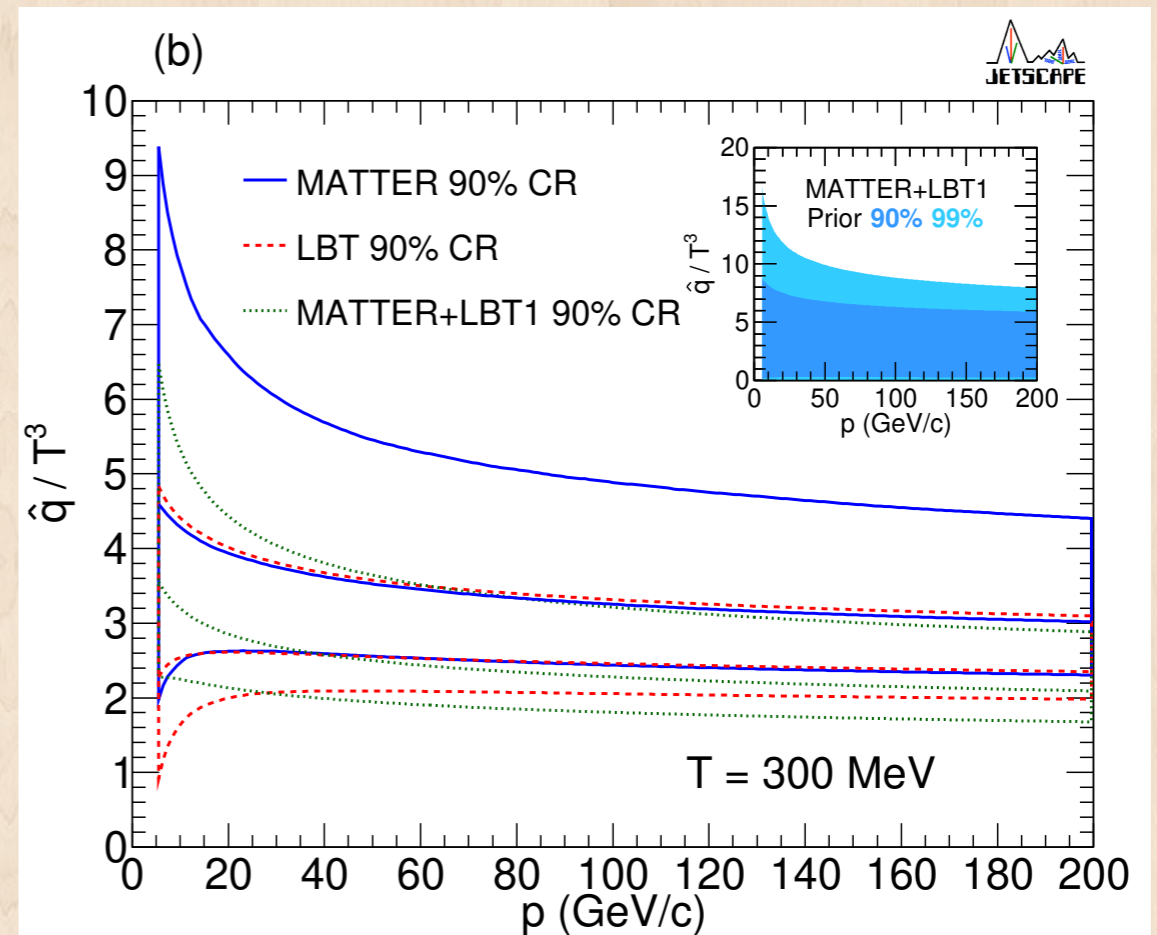 (b)
JETSCAPE
10
9
8
7
6
5
4
3
2
1
0
q̂ / T³
MATTER 90% CR
LBT 90% CR
MATTER+LBT1 90% CR
20
15
10
5
0
q̂ / T³
MATTER+LBT1
Prior 90% 99%
0 50 100 150 200
p (GeV/c)
T = 300 MeV
0 20 40 60 80 100 120 140 160 180 200
p (GeV/c)